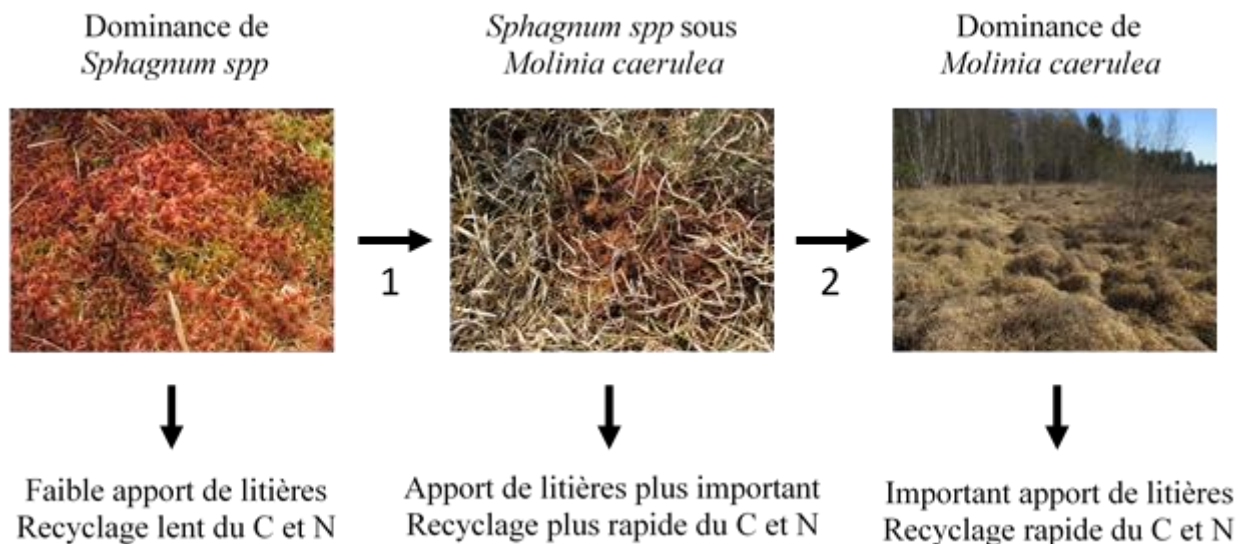 Dominance de
Sphagnum spp
Sphagnum spp sous
Molinia caerulea
Dominance de
Molinia caerulea
1
2
Faible apport de litières
Recyclage lent du C et N
Apport de litières plus important
Recyclage plus rapide du C et N
Important apport de litières
Recyclage rapide du C et N